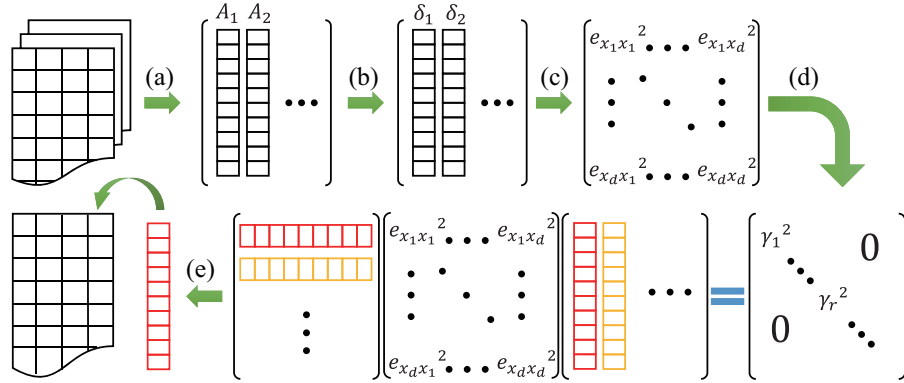 A₁ A₂
δ₁ δ₂
(a)
(b)
(c)
(d)
eₓ₁ₓ₁² ••• eₓ₁ₓd²
eₓdₓ₁² ••• eₓdₓd²
(e)
eₓ₁ₓ₁² ••• eₓ₁ₓd²
eₓdₓ₁² ••• eₓdₓd²
=
γ₁²
0
γᵣ²
0